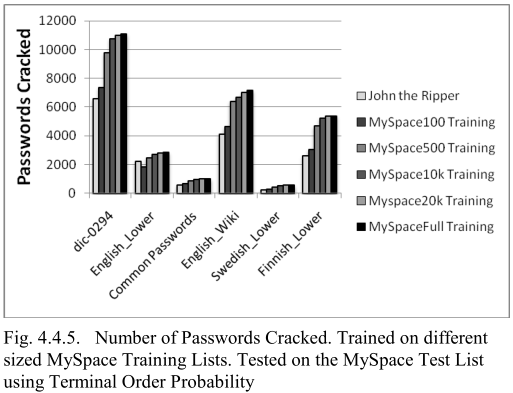 12000
10000
8000
6000
4000
2000
0
Passwords Cracked
dic-0294
English_Lower
Common Passwords
English_Wiki
Swedish_Lower
Finnish_Lower
John the Ripper
MySpace100 Training
MySpace500 Training
MySpace10k Training
Myspace20k Training
MySpaceFull Training
Fig. 4.4.5. Number of Passwords Cracked. Trained on different
sized MySpace Training Lists. Tested on the MySpace Test List
using Terminal Order Probability